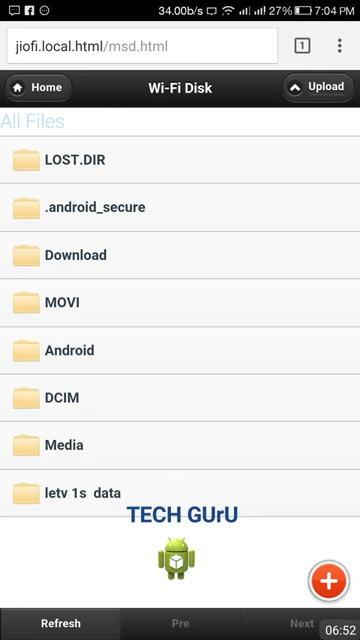 34.00b/s 27% 7:04 PM
jiofi.local.html/msd.html 1
Home Wi-Fi Disk Upload
All Files
LOST.DIR
.android_secure
Download
MOVI
Android
DCIM
Media
letv 1s data
TECH GUrU
Refresh Pre Next
06:52